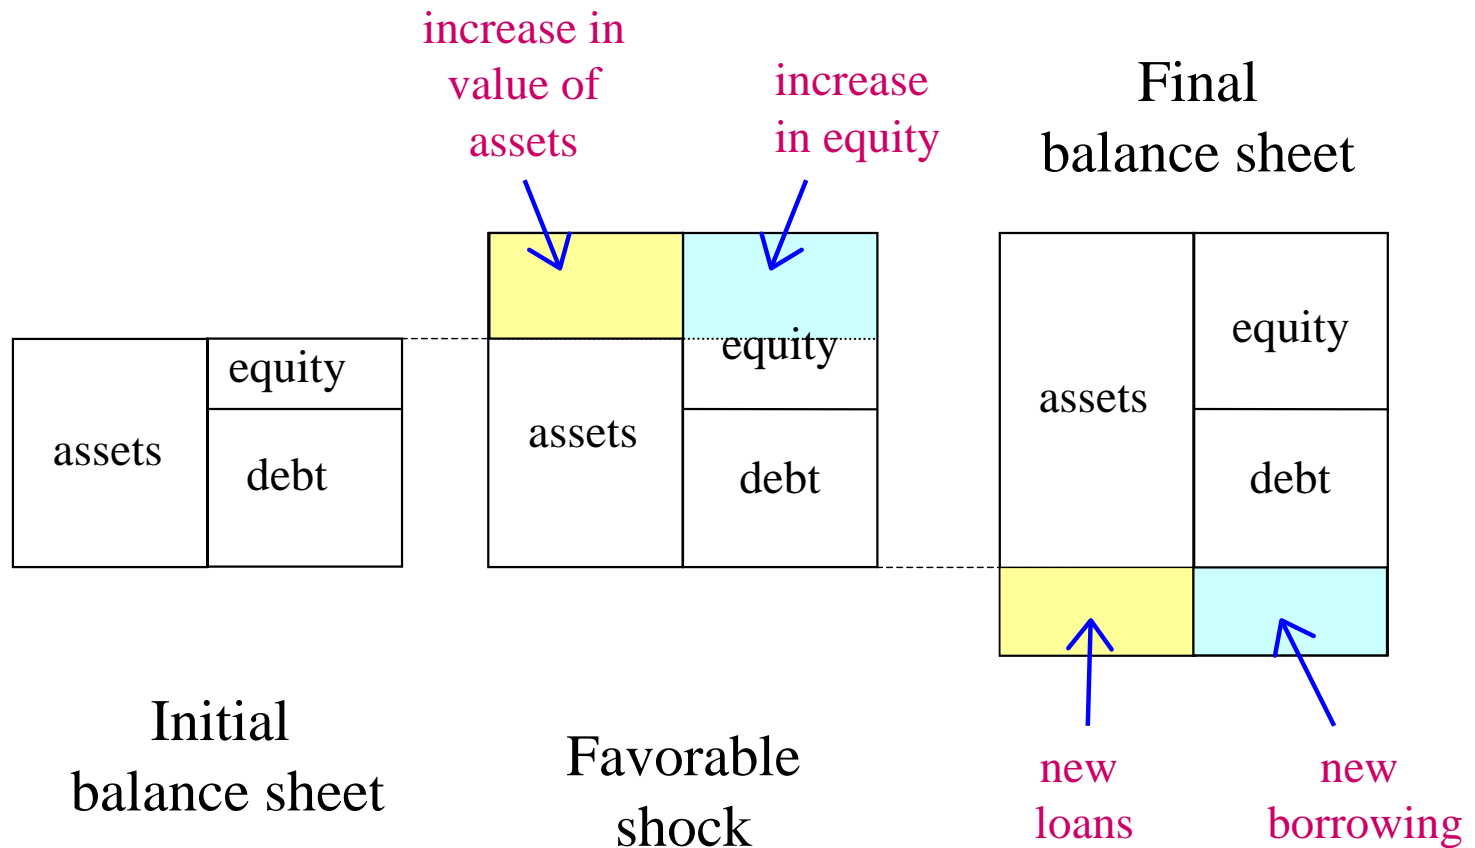 increase in
value of
assets
increase
in equity
Final
balance sheet
equity
assets
debt
equity
assets
debt
equity
assets
debt
Initial
balance sheet
Favorable
shock
new
loans
new
borrowing